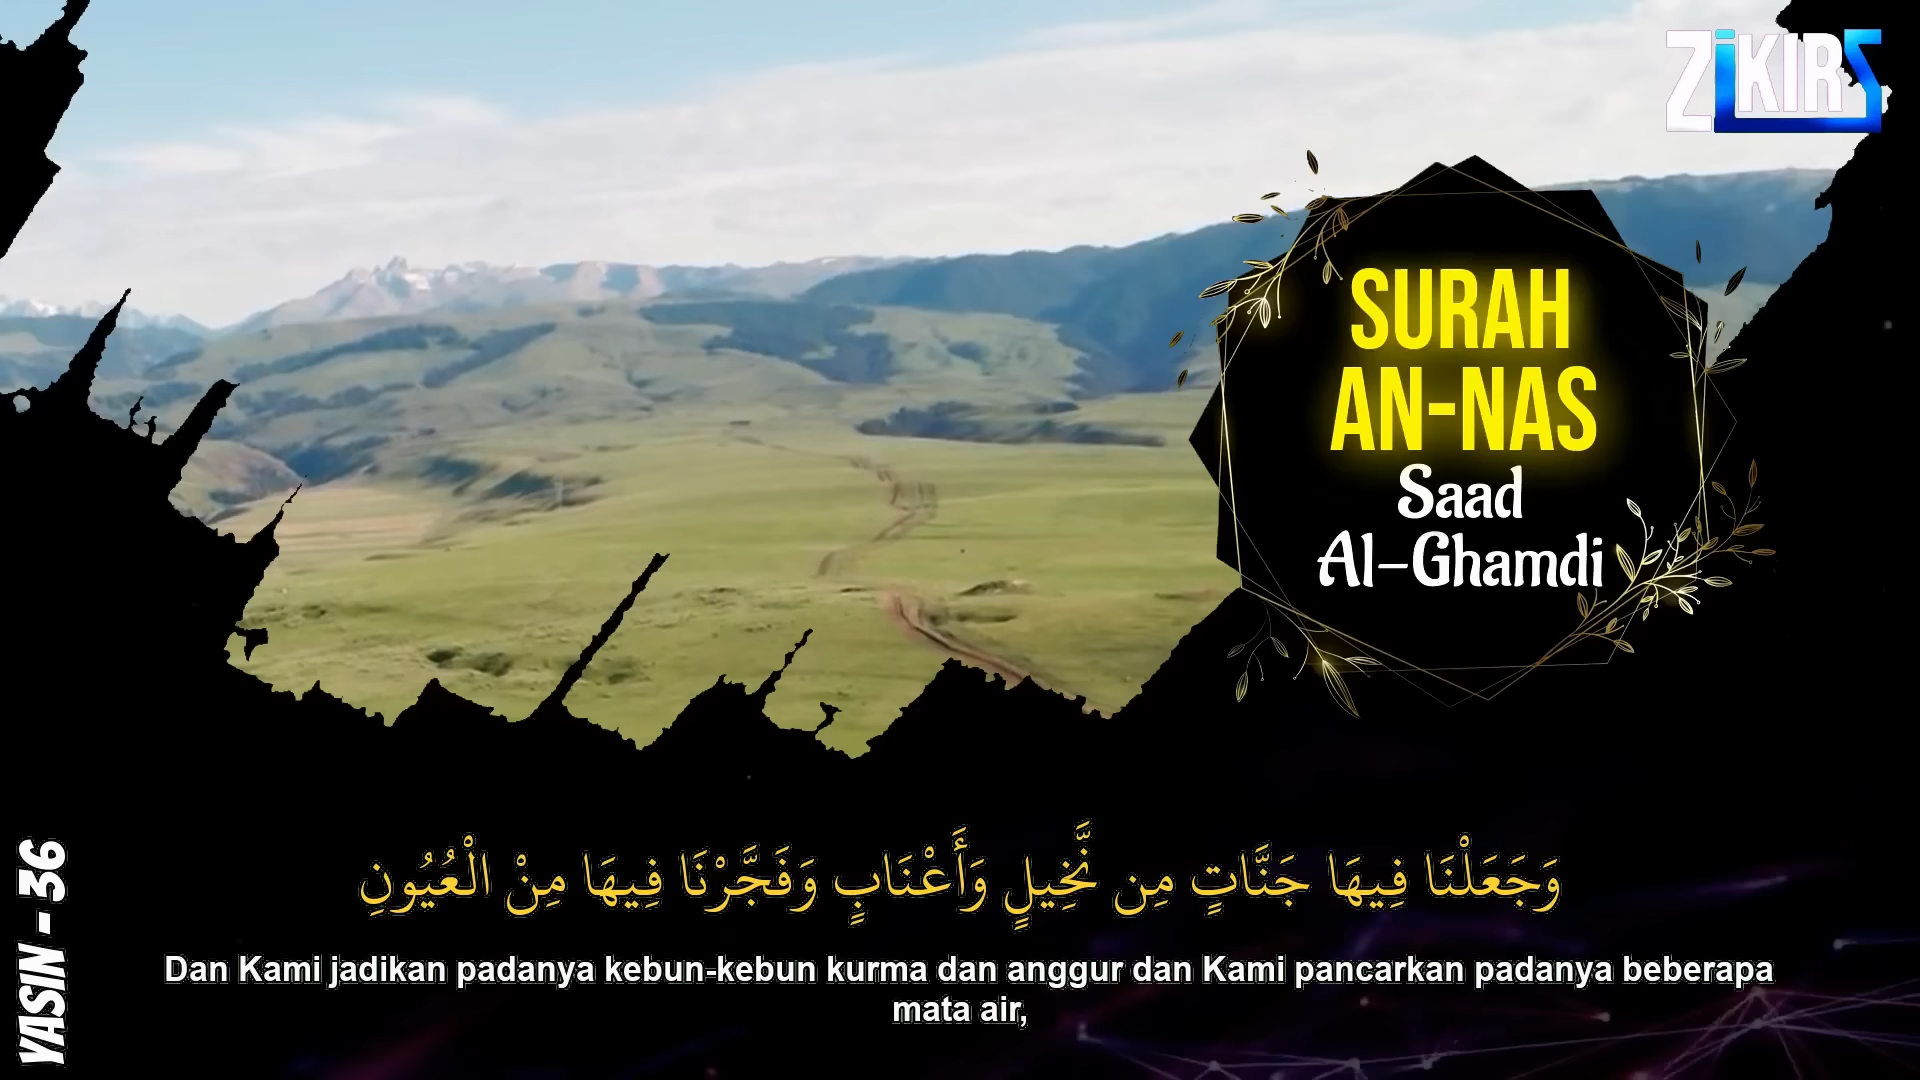 ZiKIRZ
SURAH
AN-NAS
Saad
Al-Ghamdi
وَجَعَلْنَا فِيهَا جَنَّاتٍ مِن نَّخِيلٍ وَأَعْنَابٍ وَفَجَّرْنَا فِيهَا مِنْ الْعُيُونِ
Dan Kami jadikan padanya kebun-kebun kurma dan anggur dan Kami pancarkan padanya beberapa
mata air,
YASIN - 36